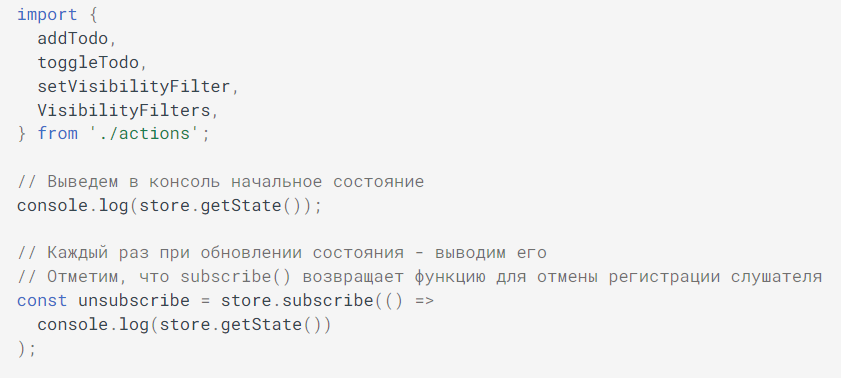 import {
  addTodo,
  toggleTodo,
  setVisibilityFilter,
  VisibilityFilters,
} from './actions';

// Выведем в консоль начальное состояние
console.log(store.getState());

// Каждый раз при обновлении состояния - выводим его
// Отметим, что subscribe() возвращает функцию для отмены регистрации слушателя
const unsubscribe = store.subscribe(() =>
  console.log(store.getState())
);